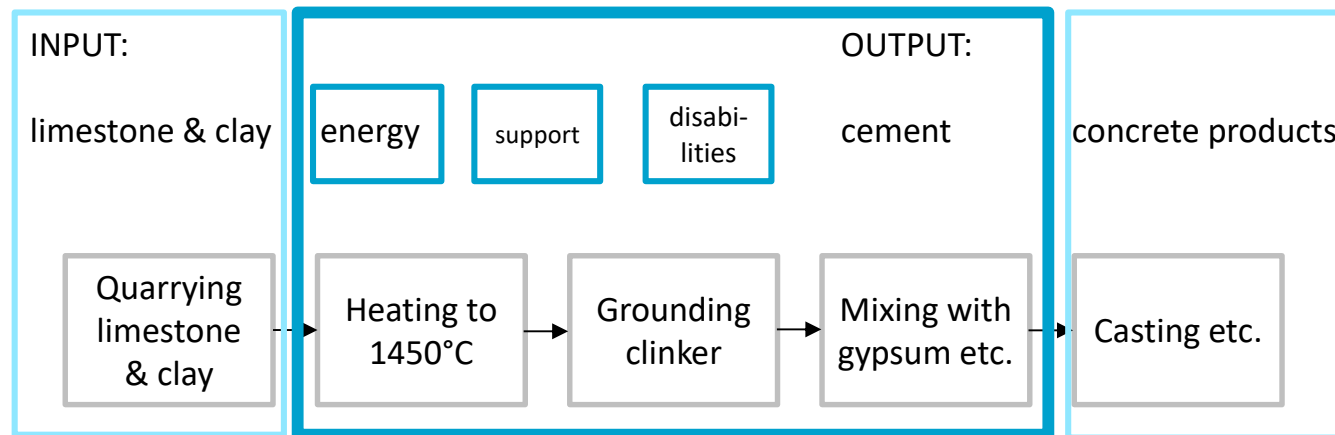 INPUT:
OUTPUT:
limestone & clay
energy
support
disabi-
lities
cement
concrete products
Quarrying
limestone
& clay
Heating to
1450°C
Grounding
clinker
Mixing with
gypsum etc.
Casting etc.